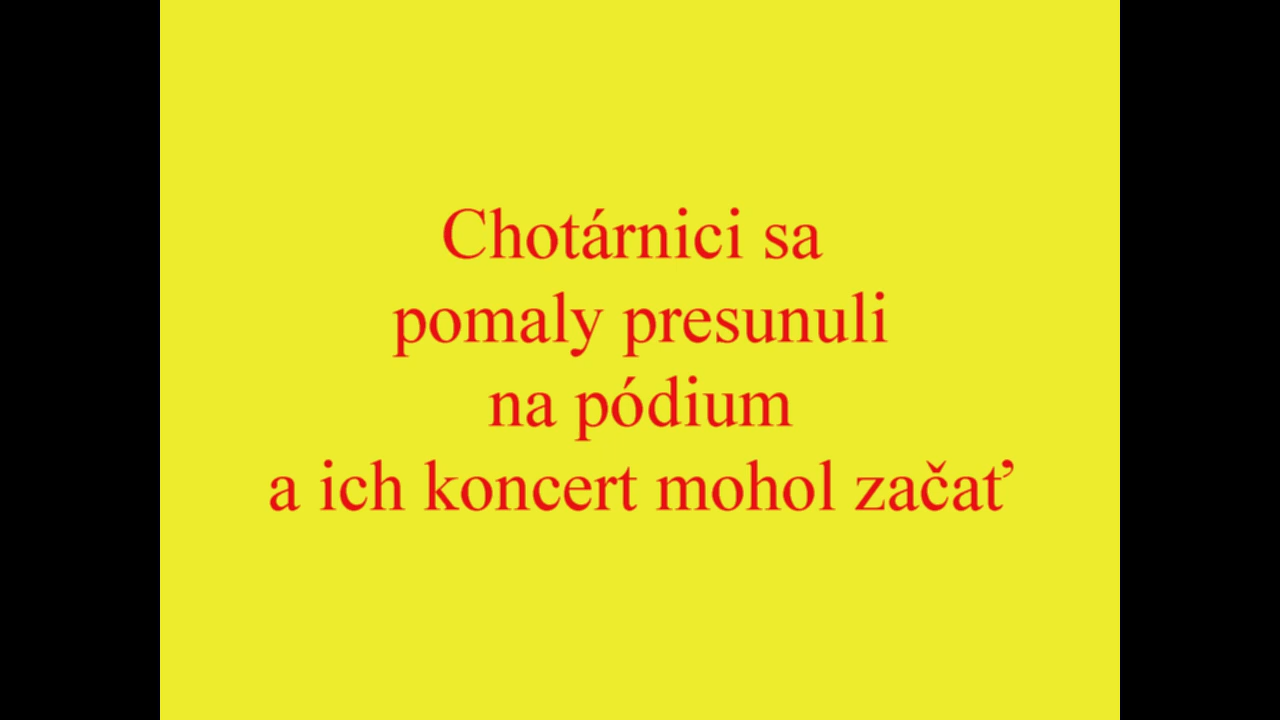 Chotárnici sa
pomaly presunuli
na pódium
a ich koncert mohol začať